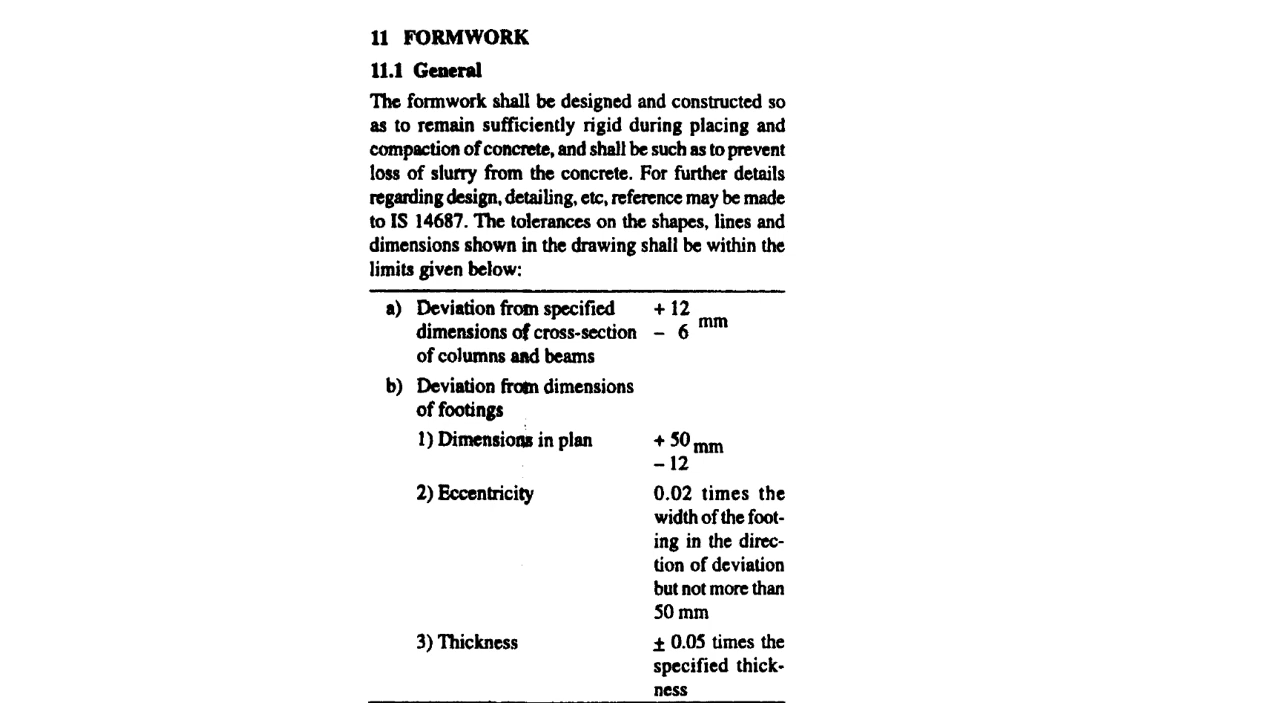 11 FORMWORK
11.1 General
The formwork shall be designed and constructed so
as to remain sufficiently rigid during placing and
compaction of concrete, and shall be such as to prevent
loss of slurry from the concrete. For further details
regarding design, detailing, etc, reference may be made
to IS 14687. The tolerances on the shapes, lines and
dimensions shown in the drawing shall be within the
limits given below:
a) Deviation from specified + 12
dimensions of cross-section − 6 mm
of columns and beams
b) Deviation from dimensions
of footings
1) Dimensions in plan + 50 mm
− 12
2) Eccentricity 0.02 times the
width of the foot-
ing in the direc-
tion of deviation
but not more than
50 mm
3) Thickness ± 0.05 times the
specified thick-
ness